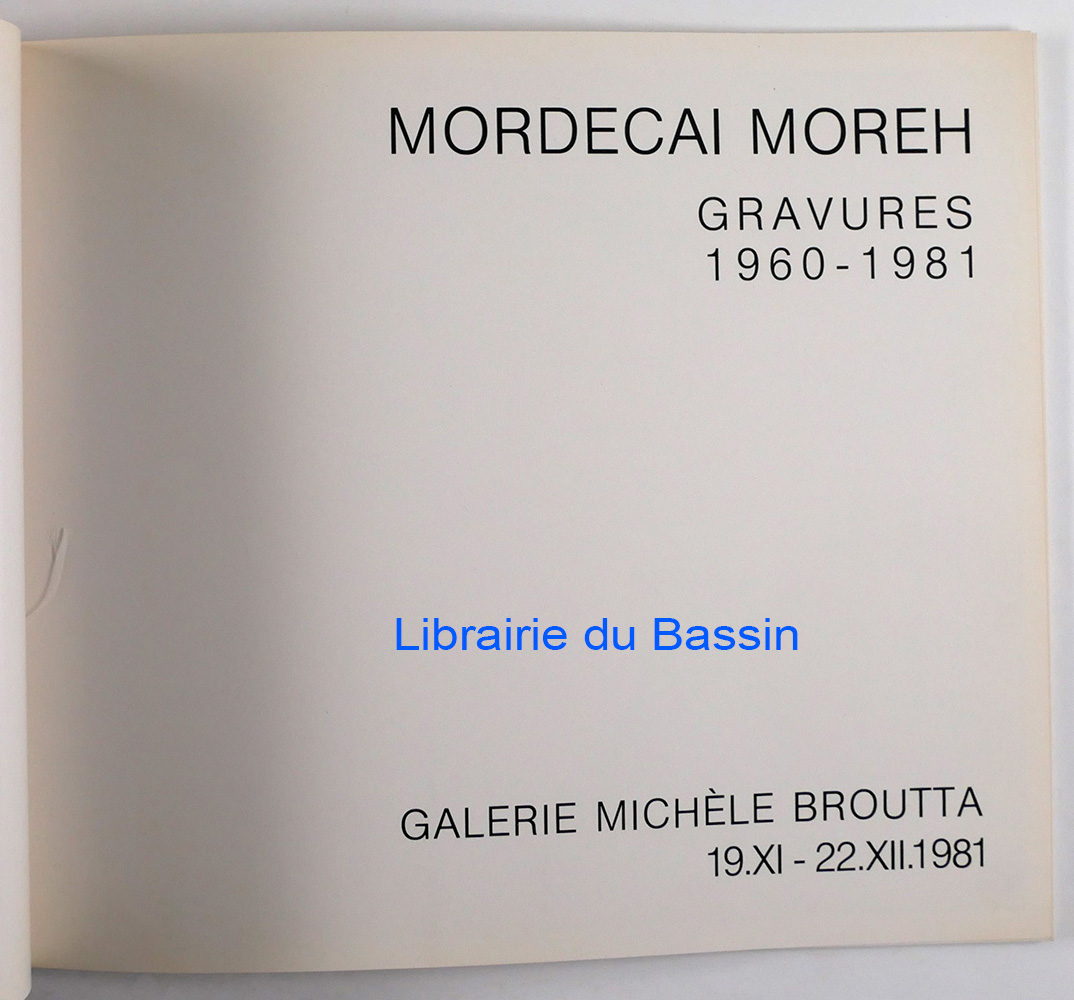 MORDECAI MOREH
GRAVURES
1960-1981
Librairie du Bassin
GALERIE MICHÈLE BROUTTA
19.XI - 22.XII.1981